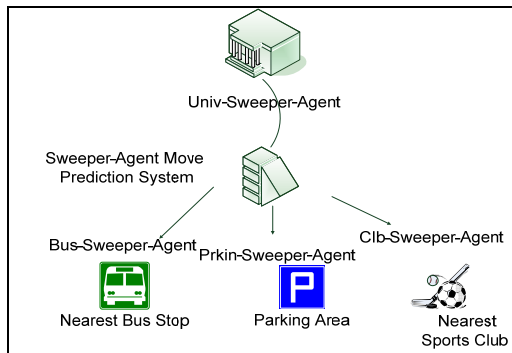 Univ-Sweeper-Agent
Sweeper-Agent Move
Prediction System
Bus-Sweeper-Agent
Prkin-Sweeper-Agent
Clb-Sweeper-Agent
P
Nearest Bus Stop
Parking Area
Nearest
Sports Club